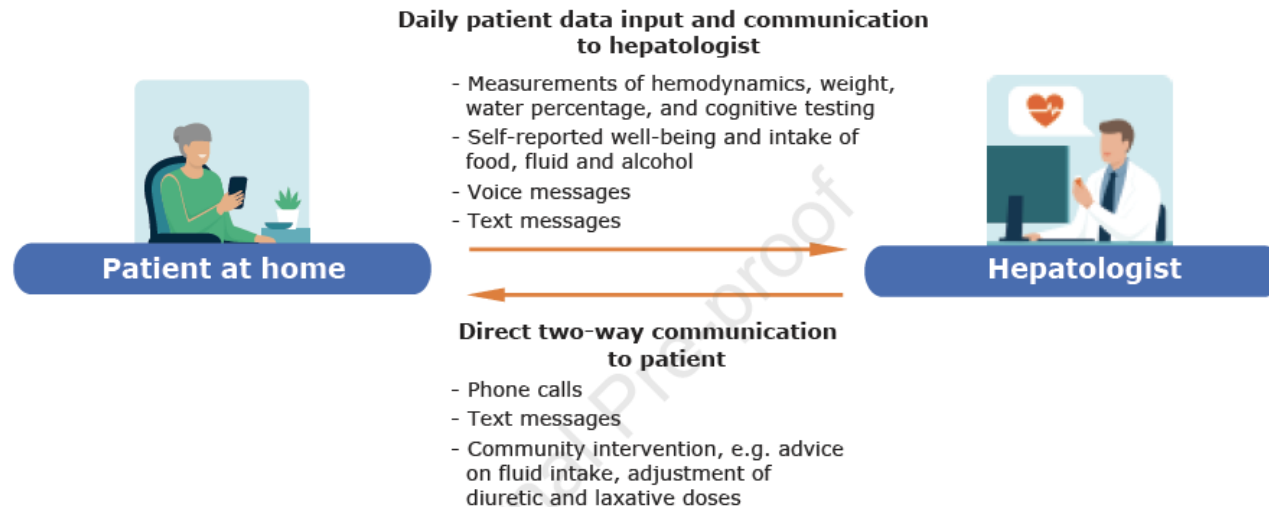 Daily patient data input and communication
to hepatologist
- Measurements of hemodynamics, weight,
water percentage, and cognitive testing
- Self-reported well-being and intake of
food, fluid and alcohol
- Voice messages
- Text messages
Patient at home
Hepatologist
Direct two-way communication
to patient
- Phone calls
- Text messages
- Community intervention, e.g. advice
on fluid intake, adjustment of
diuretic and laxative doses
nal Pre-proof